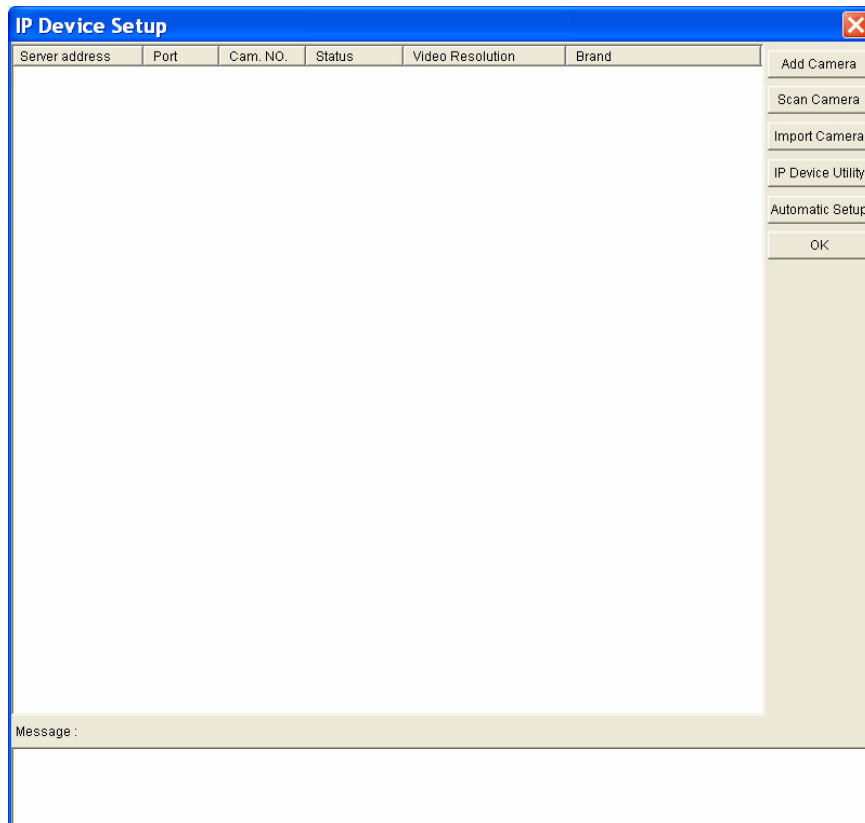 IP Device Setup
Server address Port Cam. NO. Status Video Resolution Brand
Add Camera
Scan Camera
Import Camera
IP Device Utility
Automatic Setup
OK
Message :